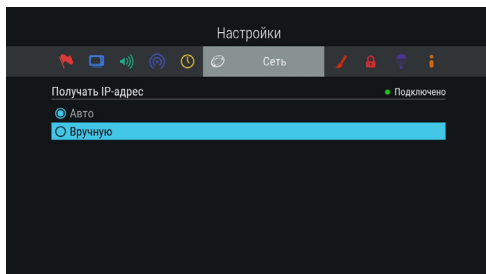 Настройки
Сеть
Получать IP-адрес
Подключено
Авто
Вручную